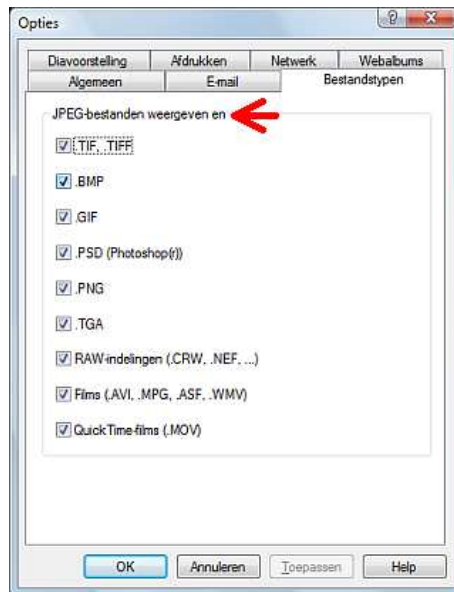 Opties
Diavoorstelling Afdrukken Netwerk Webalbums
Algemeen E-mail Bestandstypen
JPEG-bestanden weergeven en
.TIF, .TIFF
.BMP
.GIF
.PSD (Photoshop(r))
.PNG
.TGA
RAW-indelingen (.CRW, .NEF, ...)
Films (.AVI, .MPG, .ASF, .WMV)
QuickTime-films (.MOV)
OK Annuleren Toepassen Help